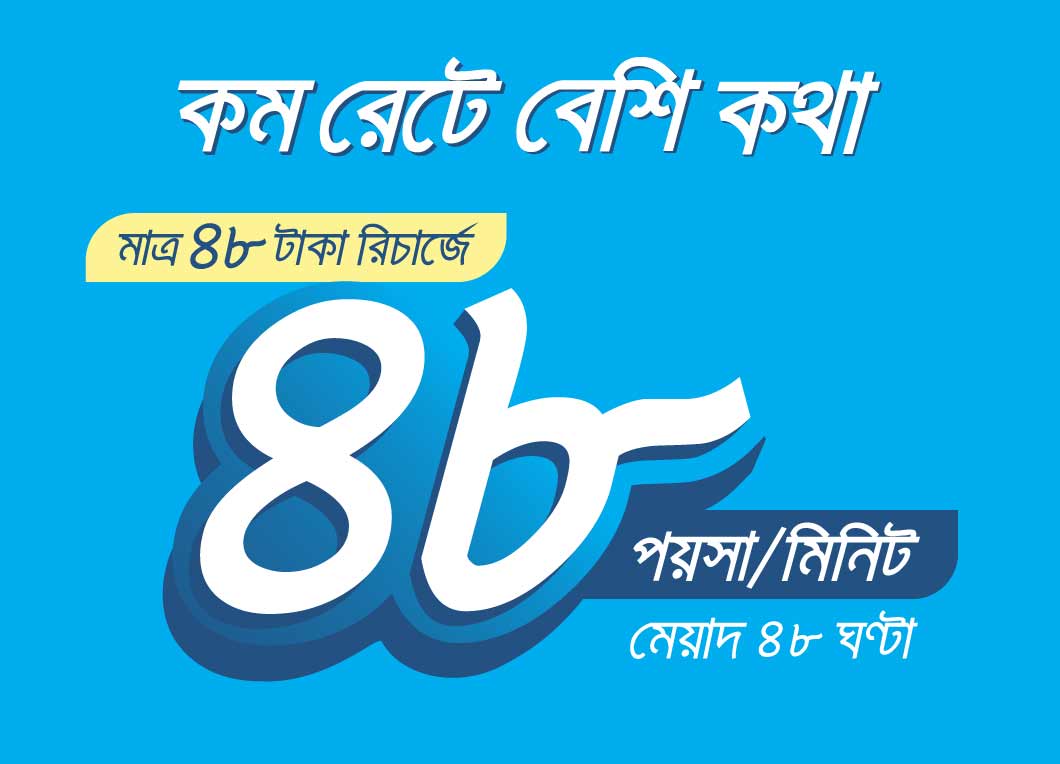 কম রেটে বেশি কথা
মাত্র ৪৮ টাকা রিচার্জে
৪৮
পয়সা/মিনিট
মেয়াদ ৪৮ ঘণ্টা